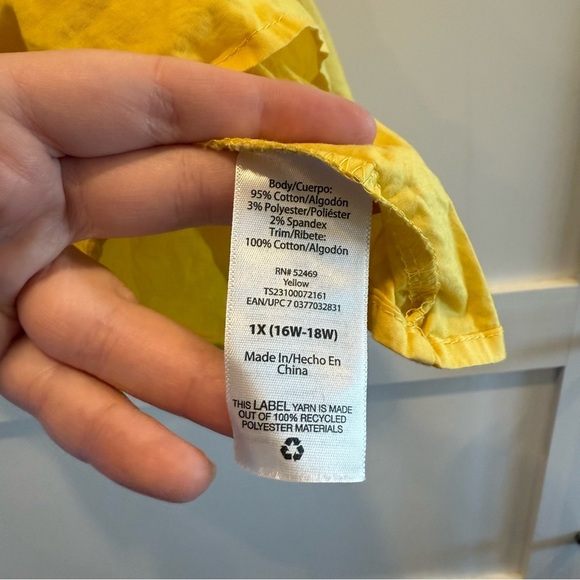 Body/Cuerpo:
95% Cotton/Algodón
3% Polyester/Poliéster
2% Spandex
Trim/Ribete:
100% Cotton/Algodón
RN# 52469
Yellow
TS23100072161
EAN/UPC 7 0377032831
1X (16W-18W)
Made In/Hecho En
China
THIS LABEL YARN IS MADE
OUT OF 100% RECYCLED
POLYESTER MATERIALS